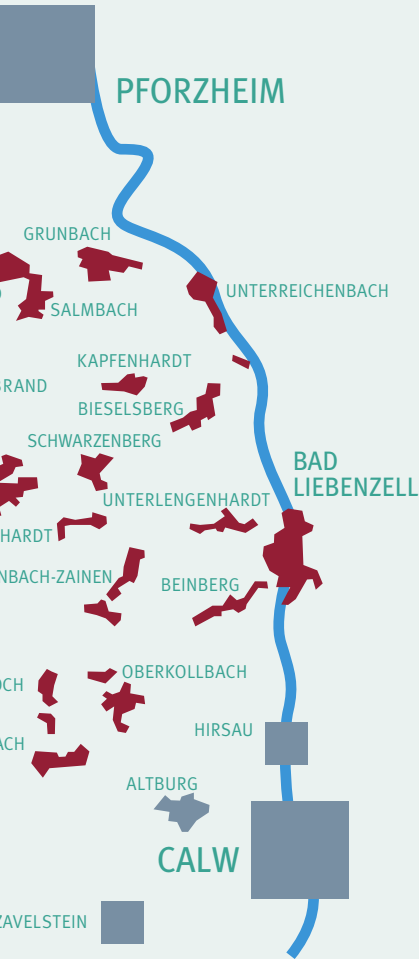 PFORZHEIM
GRUNBACH
UNTERREICHENBACH
SALMBACH
KAPFENHARDT
BRAND
BIESELSBERG
SCHWARZENBERG
BAD
LIEBENZELL
UNTERLENGENHARDT
HARDT
NBACH-ZAINEN
BEINBERG
OBERKOLLBACH
OCH
HIRSAU
ACH
ALTBURG
CALW
ZAVELSTEIN